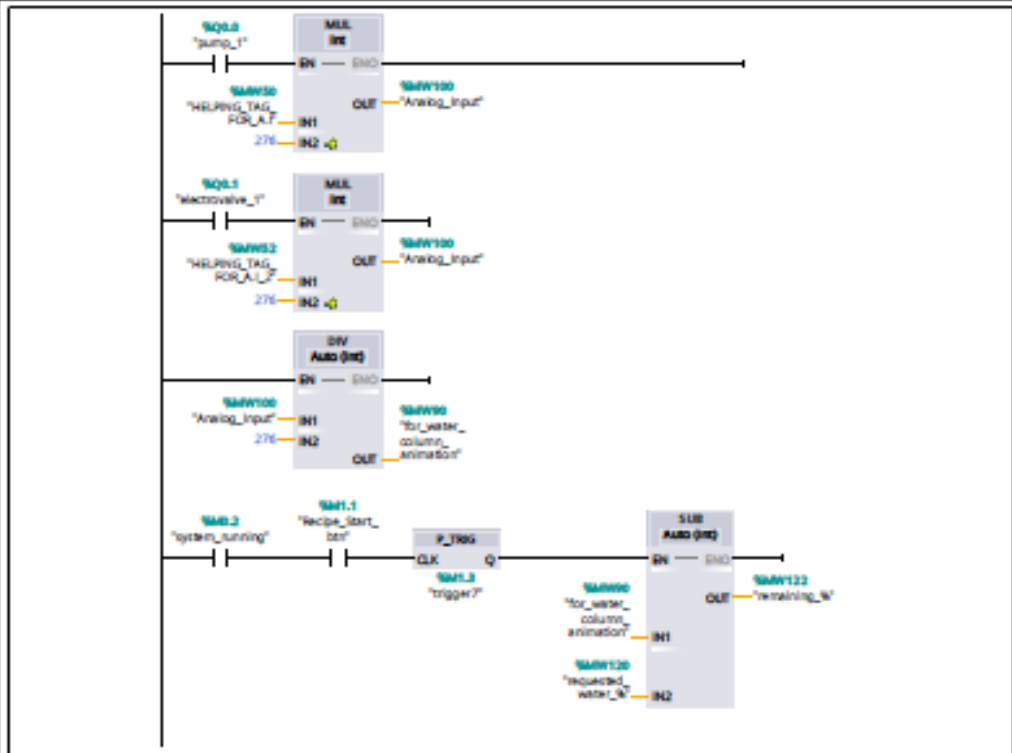 %Q0.0
"pump_1"
MUL
Int
EN
ENO
%MW50
"HELPING_TAG_
FOR_A.I"
IN1
276
IN2
OUT
%MW100
"Analog_Input"
%Q0.1
"electrovalve_1"
MUL
Int
EN
ENO
%MW52
"HELPING_TAG_
FOR_A.I_2"
IN1
276
IN2
OUT
%MW100
"Analog_Input"
DIV
Auto (Int)
EN
ENO
%MW100
"Analog_Input"
IN1
276
IN2
OUT
%MW90
"for_water_
column_
animation"
%M0.2
"system_running"
%M1.1
"Recipe_Start_
btn"
P_TRIG
CLK
Q
%M1.3
"trigger7"
SUB
Auto (Int)
EN
ENO
%MW90
"for_water_
column_
animation"
IN1
%MW120
"requested_
water_%"
IN2
OUT
%MW122
"remaining_%"